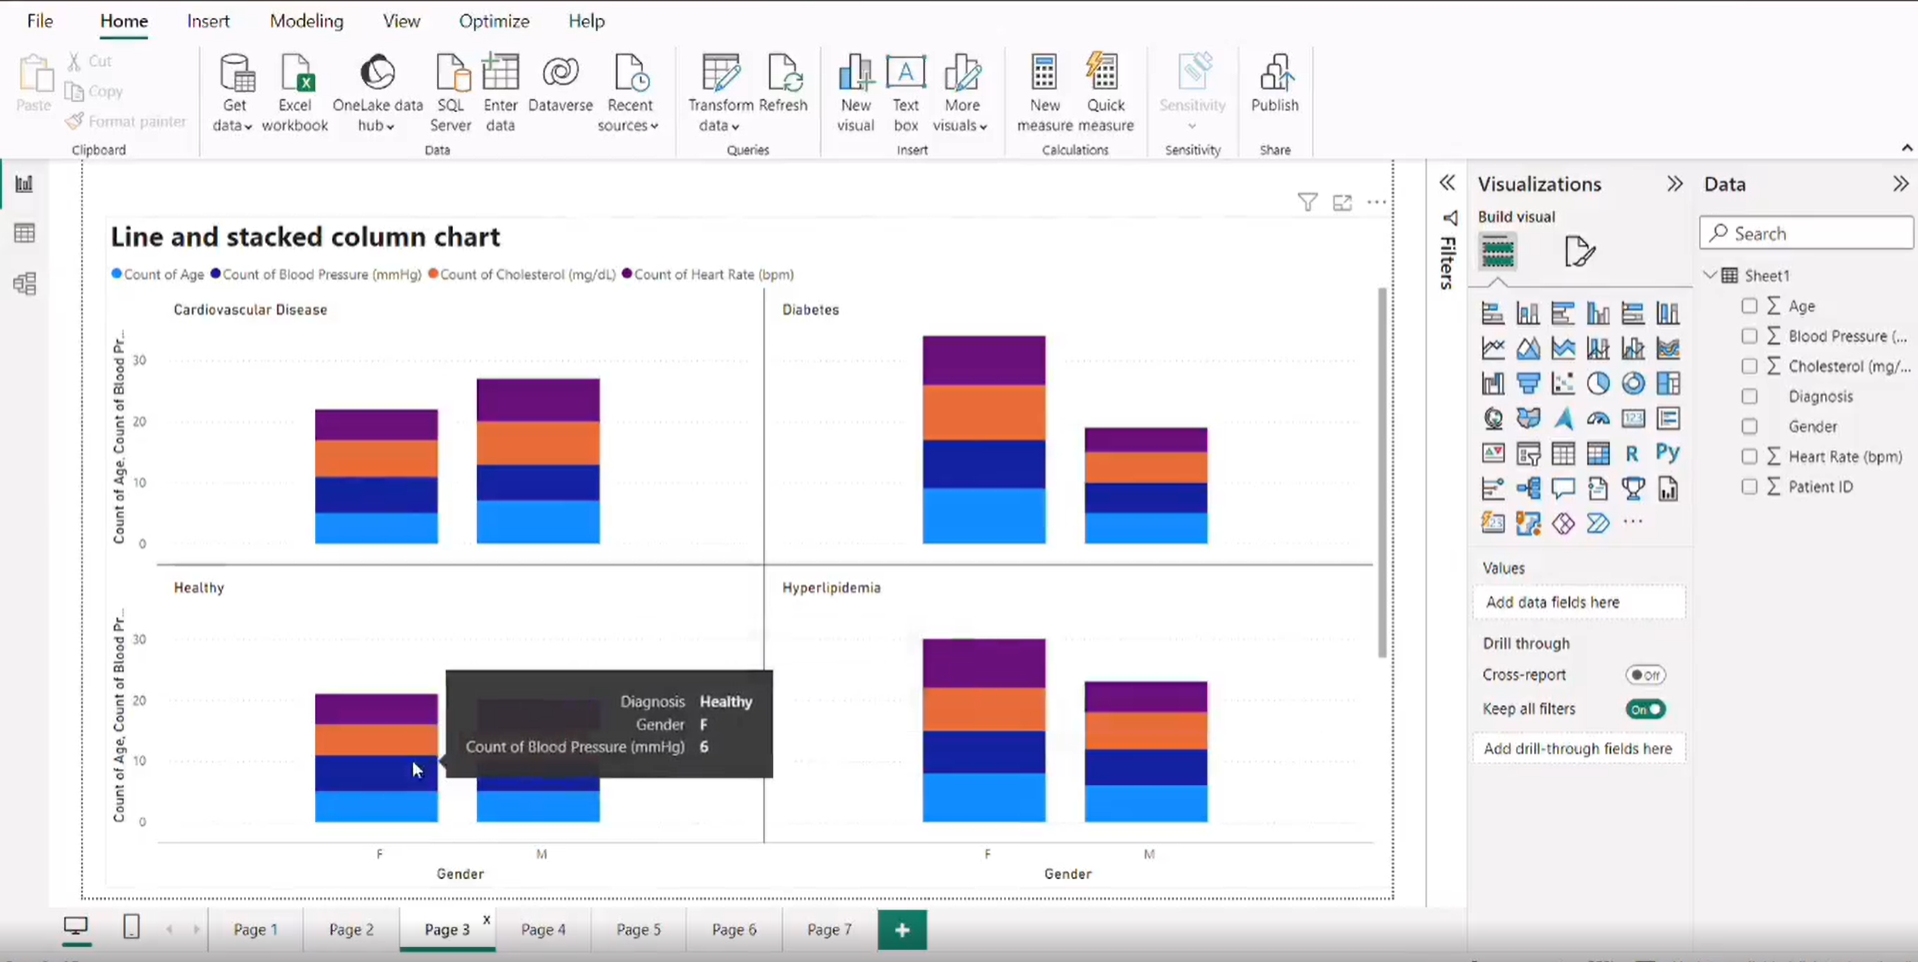 File Home Insert Modeling View Optimize Help
Paste
Cut
Copy
Format painter
Clipboard
Get data
Excel workbook
OneLake data hub
SQL Server
Enter data
Dataverse
Recent sources
Data
Transform data
Refresh
Queries
New visual
Text box
A
More visuals
Insert
New measure
Quick measure
Calculations
Sensitivity
Sensitivity
Publish
Share
Line and stacked column chart
Count of Age Count of Blood Pressure (mmHg) Count of Cholesterol (mg/dL) Count of Heart Rate (bpm)
Cardiovascular Disease
Diabetes
Count of Age, Count of Blood Pr...
30
20
10
0
Healthy
Hyperlipidemia
Count of Age, Count of Blood Pr...
30
20
10
0
Diagnosis Healthy
Gender F
Count of Blood Pressure (mmHg) 6
F M F M
Gender Gender
Filters
Visualizations
Build visual
R
Py
123
Values
Add data fields here
Drill through
Cross-report Off
Keep all filters On
Add drill-through fields here
Data
Search
Sheet1
Age
Blood Pressure (...
Cholesterol (mg/...
Diagnosis
Gender
Heart Rate (bpm)
Patient ID
Page 1 Page 2 Page 3 x Page 4 Page 5 Page 6 Page 7 +